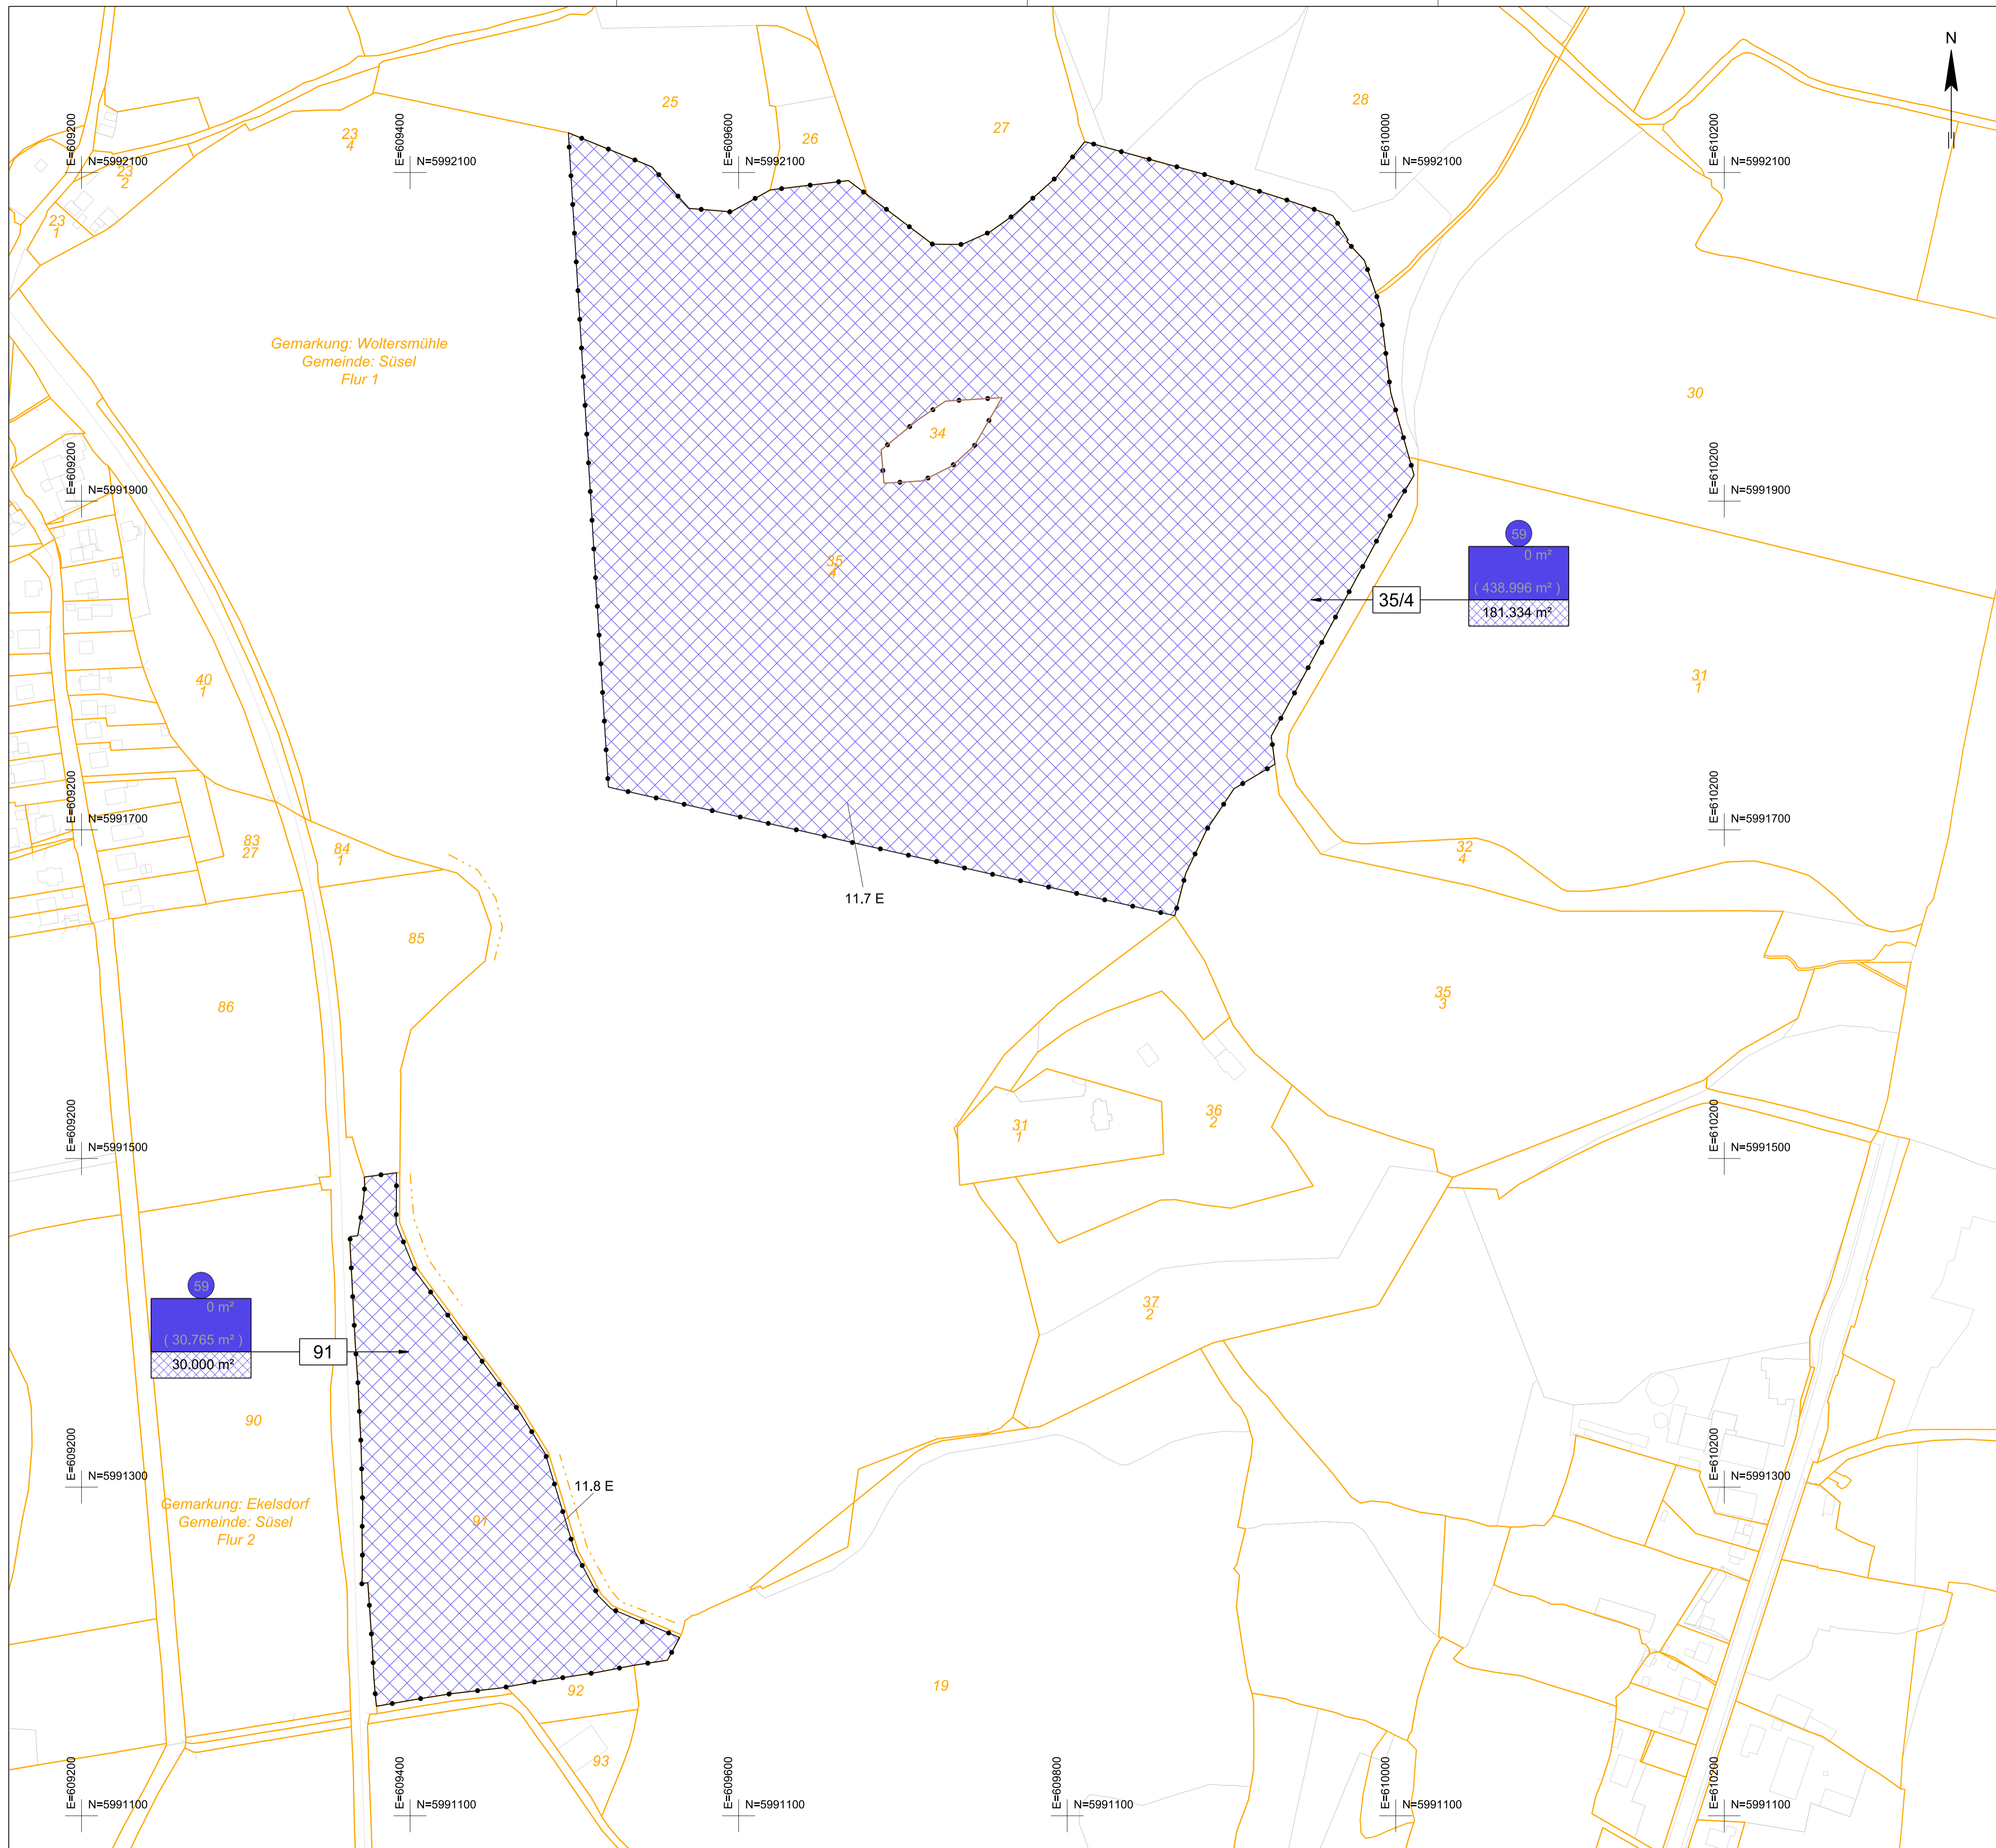 N
25
26
27
28
23
4
E=609200
N=5992100
E=609400
N=5992100
E=609600
N=5992100
E=610000
N=5992100
E=610200
N=5992100
23
2
23
1
Gemarkung: Woltersmühle
Gemeinde: Süsel
Flur 1
30
34
E=609200
N=5991900
E=610200
N=5991900
59
0 m²
( 438.996 m² )
181.334 m²
35/4
35
4
40
1
31
1
E=609200
N=5991700
E=610200
N=5991700
83
27
84
1
32
4
11.7 E
85
86
35
3
36
2
31
1
E=609200
N=5991500
E=610200
N=5991500
59
0 m²
( 30.765 m² )
30.000 m²
91
37
2
90
E=609200
N=5991300
E=610200
N=5991300
11.8 E
Gemarkung: Ekelsdorf
Gemeinde: Süsel
Flur 2
91
92
19
93
E=609200
N=5991100
E=609400
N=5991100
E=609600
N=5991100
E=609800
N=5991100
E=610000
N=5991100
E=610200
N=5991100